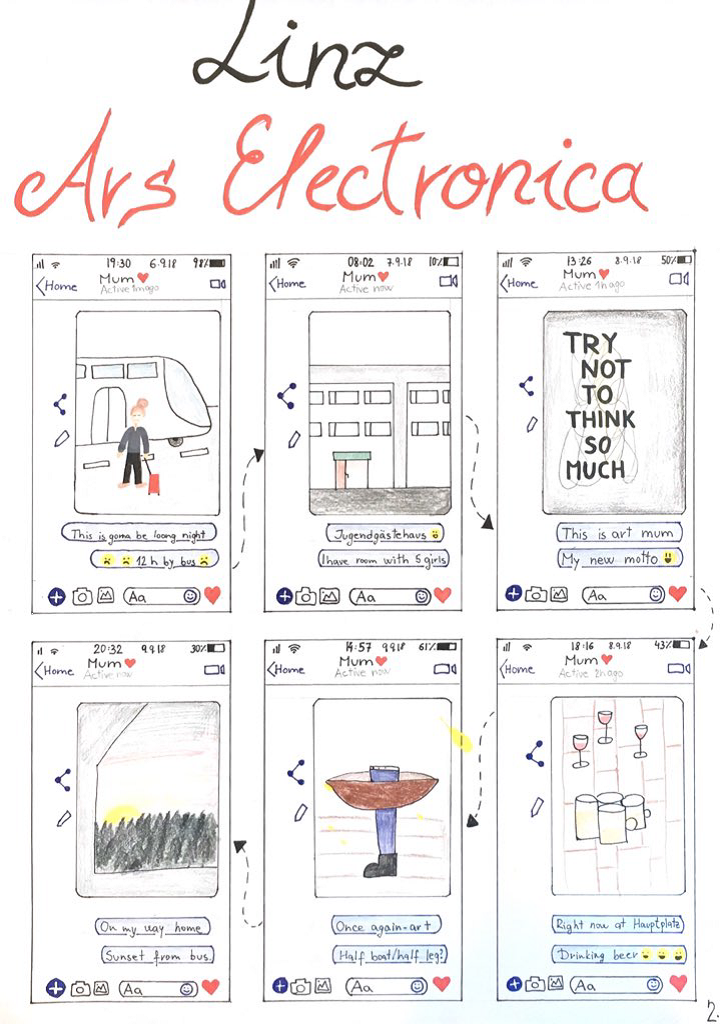 Linz
Ars Electronica
19:30 6.9.18 98%
Home Mum
Active 1m ago
This is gonna be loong night
12 h by bus
Aa
08:02 7.9.18 10%
Home Mum
Active now
Jugendgästehaus
I have room with 5 girls
Aa
13:26 8.9.18 50%
Home Mum
Active 1h ago
TRY
NOT
TO
THINK
SO
MUCH
This is art mum
My new motto
Aa
18:16 8.9.18 43%
Home Mum
Active 2h ago
Right now at Hauptplatz
Drinking beer
Aa
14:57 9.9.18 61%
Home Mum
Active now
Once again-art
Half boat/half leg?
Aa
20:32 9.9.18 30%
Home Mum
Active now
On my way home
Sunset from bus.
Aa
2.